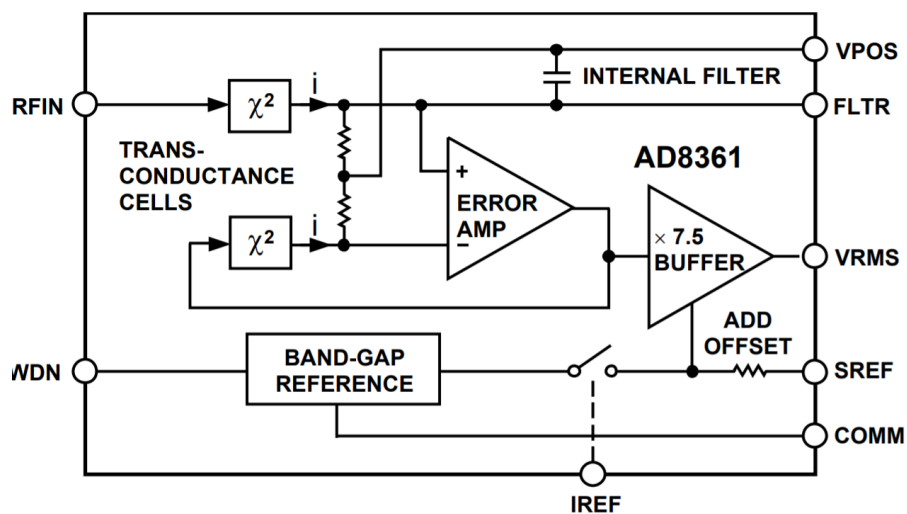 VPOS
INTERNAL FILTER
RFIN
χ²
i
FLTR
TRANS-
CONDUCTANCE
CELLS
AD8361
+
ERROR
AMP
−
χ²
i
× 7.5
BUFFER
VRMS
ADD
OFFSET
BAND-GAP
REFERENCE
WDN
SREF
COMM
IREF